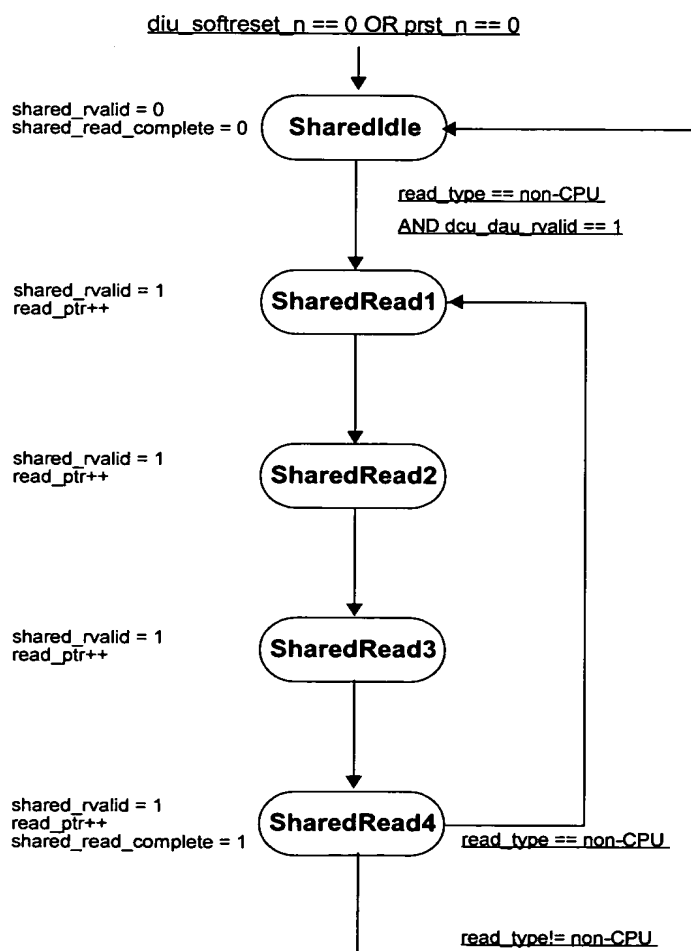 diu_softreset_n == 0 OR prst_n == 0
shared_rvalid = 0
shared_read_complete = 0
SharedIdle
read_type == non-CPU
AND dcu_dau_rvalid == 1
shared_rvalid = 1
read_ptr++
SharedRead1
shared_rvalid = 1
read_ptr++
SharedRead2
shared_rvalid = 1
read_ptr++
SharedRead3
shared_rvalid = 1
read_ptr++
shared_read_complete = 1
SharedRead4
read_type == non-CPU
read_type!= non-CPU